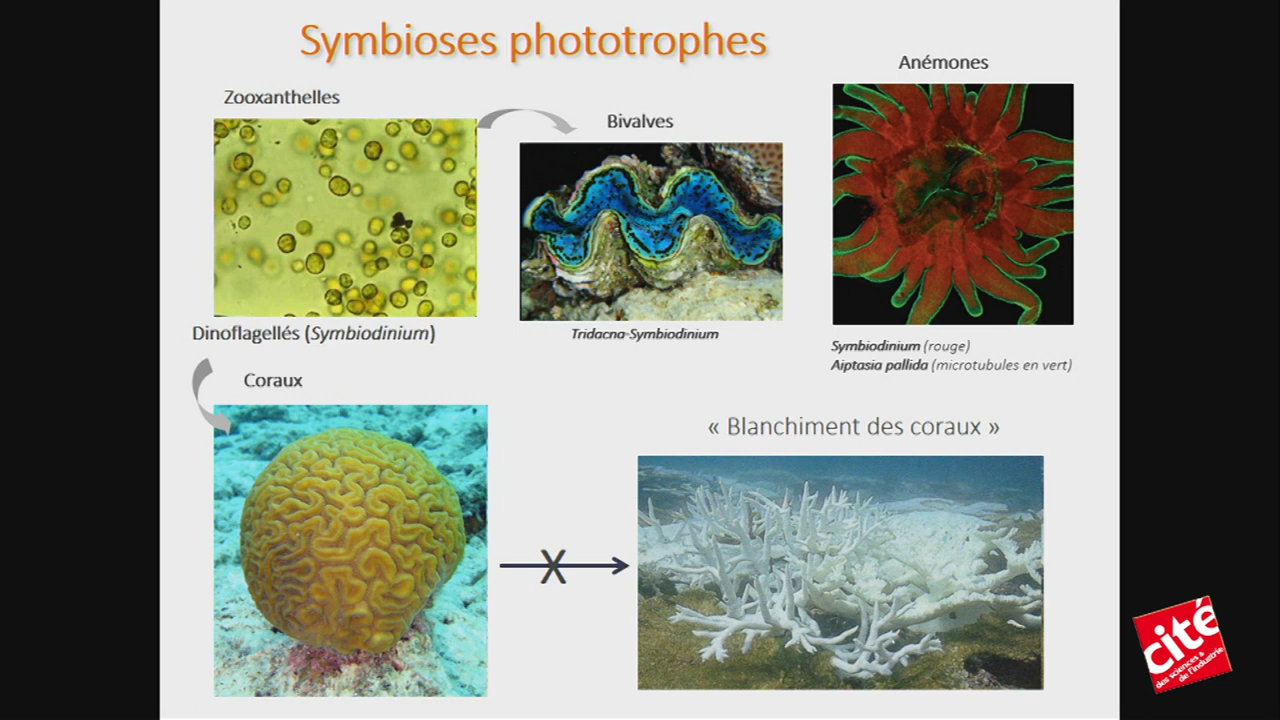 Symbioses phototrophes
Anémones
Zooxanthelles
Bivalves
Dinoflagellés (Symbiodinium)
Tridacna-Symbiodinium
Symbiodinium (rouge)
Aiptasia pallida (microtubules en vert)
Coraux
« Blanchiment des coraux »
X
cité
des sciences &
de l'industrie